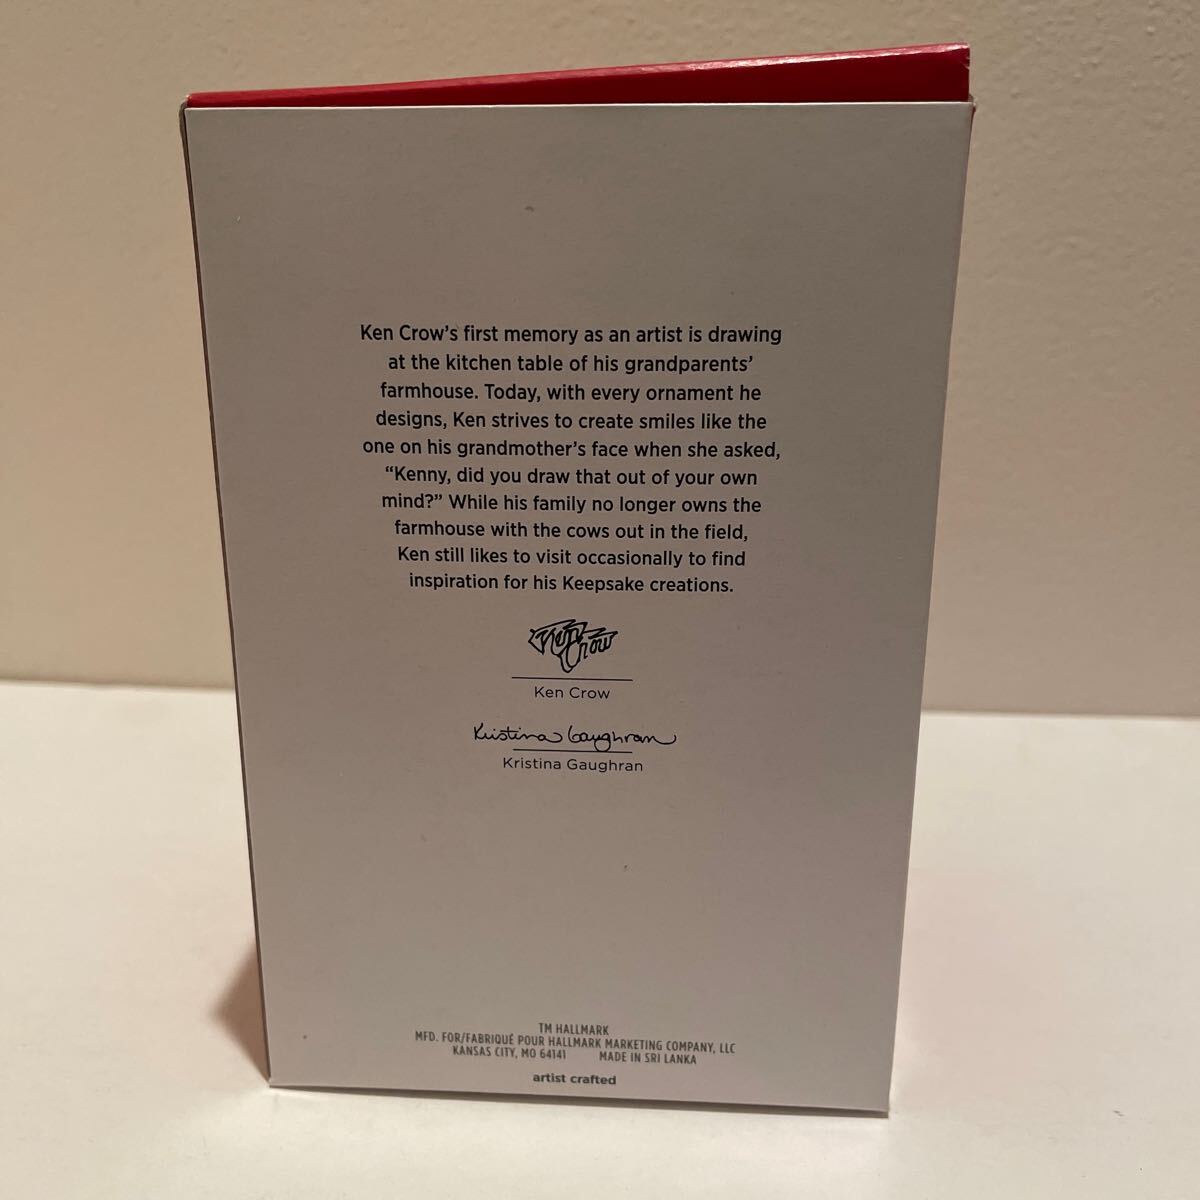 Ken Crow's first memory as an artist is drawing
at the kitchen table of his grandparents'
farmhouse. Today, with every ornament he
designs, Ken strives to create smiles like the
one on his grandmother's face when she asked,
“Kenny, did you draw that out of your own
mind?” While his family no longer owns the
farmhouse with the cows out in the field,
Ken still likes to visit occasionally to find
inspiration for his Keepsake creations.
Ken Crow
Ken Crow
Kristina Gaughran
Kristina Gaughran
TM HALLMARK
MFD. FOR/FABRIQUÉ POUR HALLMARK MARKETING COMPANY, LLC
KANSAS CITY, MO 64141 MADE IN SRI LANKA
artist crafted